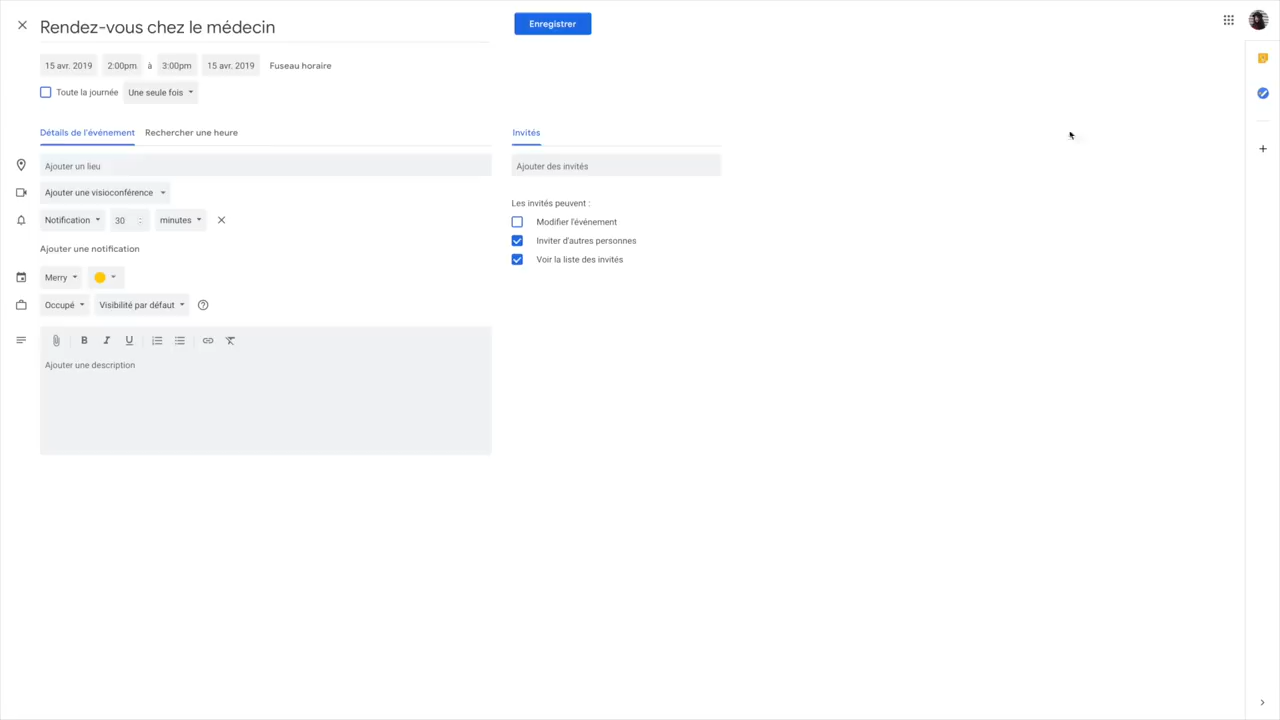 Rendez-vous chez le médecin
Enregistrer
15 avr. 2019 2:00pm à 3:00pm 15 avr. 2019 Fuseau horaire
Toute la journée Une seule fois
Détails de l'événement Rechercher une heure
Invités
Ajouter un lieu
Ajouter des invités
Ajouter une visioconférence
Les invités peuvent :
Notification 30 : minutes
Modifier l'événement
Inviter d'autres personnes
Ajouter une notification
Voir la liste des invités
Merry
Occupé Visibilité par défaut
B I U
Ajouter une description